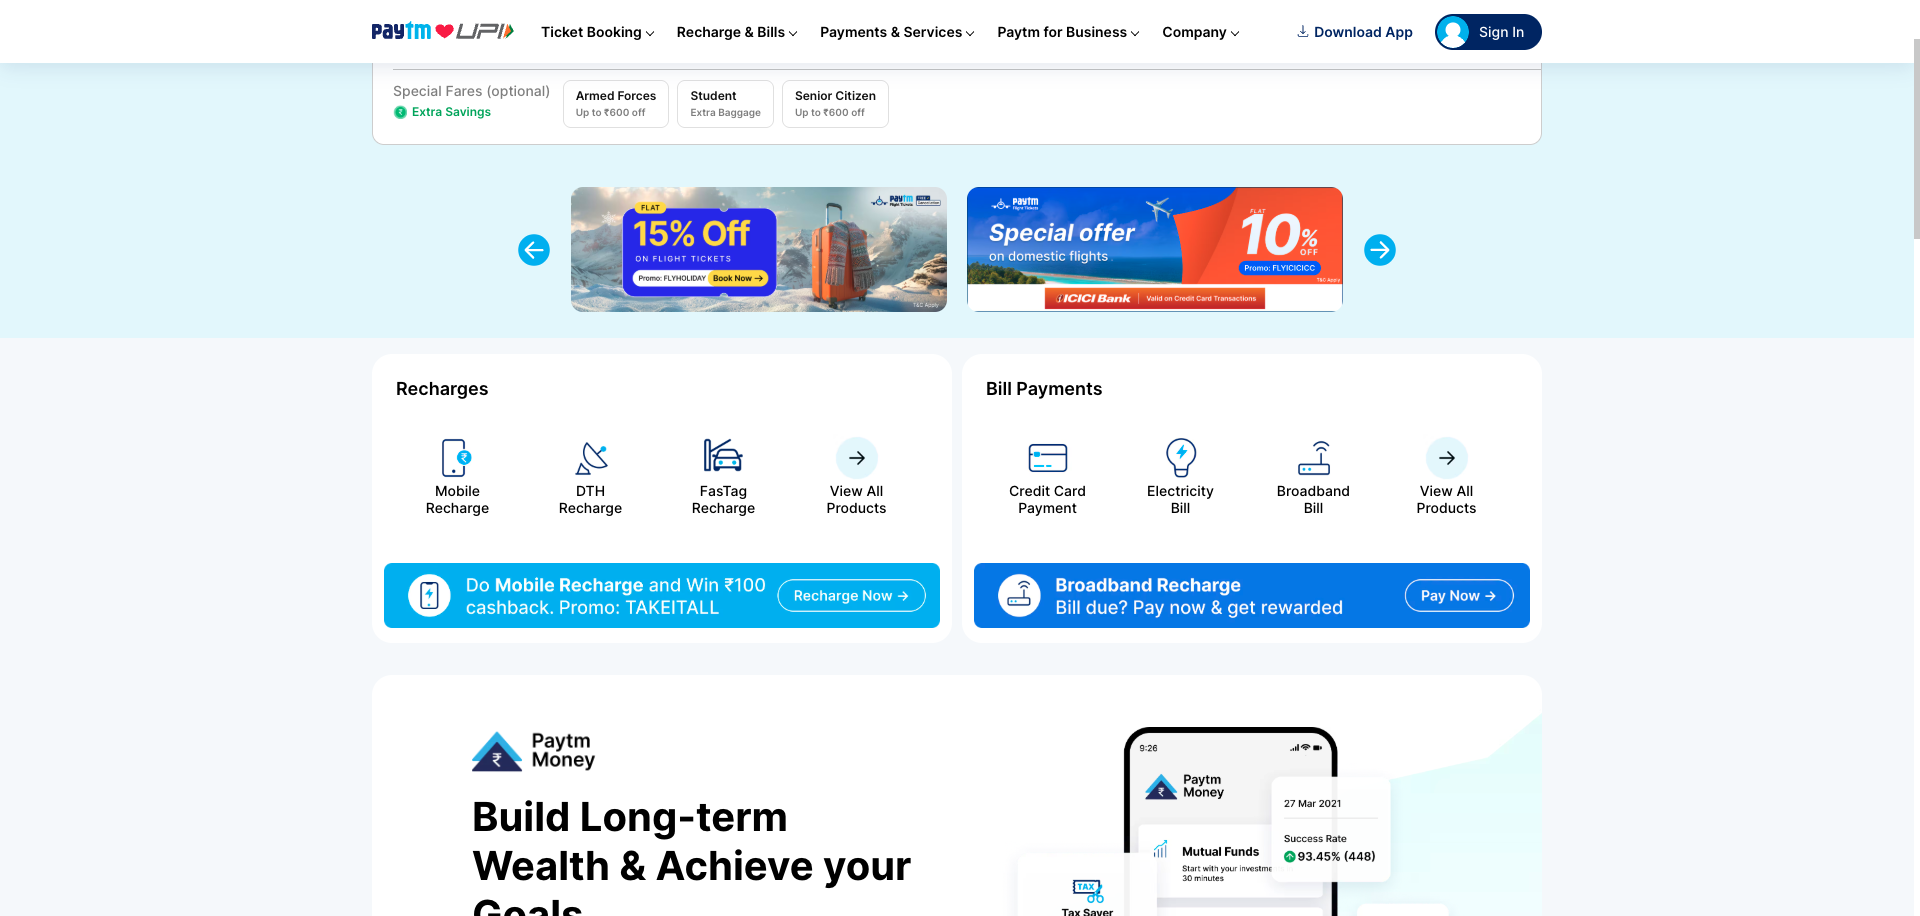 paytm UPI
Ticket Booking
Recharge & Bills
Payments & Services
Paytm for Business
Company
Download App
Sign In
Special Fares (optional)
Extra Savings
Armed Forces
Up to ₹600 off
Student
Extra Baggage
Senior Citizen
Up to ₹600 off
paytm
Flight Tickets
FLAT
15% Off
ON FLIGHT TICKETS
Promo: FLYHOLIDAY
Book Now →
T&C Apply
paytm
Flight Tickets
Special offer
on domestic flights
FLAT
10%
OFF
Promo: FLYICICICC
T&C Apply
ICICI Bank
Valid on Credit Card Transactions
Recharges
Mobile
Recharge
DTH
Recharge
FasTag
Recharge
View All
Products
Do Mobile Recharge and Win ₹100
cashback. Promo: TAKEITALL
Recharge Now →
Bill Payments
Credit Card
Payment
Electricity
Bill
Broadband
Bill
View All
Products
Broadband Recharge
Bill due? Pay now & get rewarded
Pay Now →
Paytm
Money
Build Long-term
Wealth & Achieve your
Goals
9:26
Paytm
Money
27 Mar 2021
Success Rate
93.45% (448)
Mutual Funds
Start with your investme
30 minutes
TAX
Tax Saver